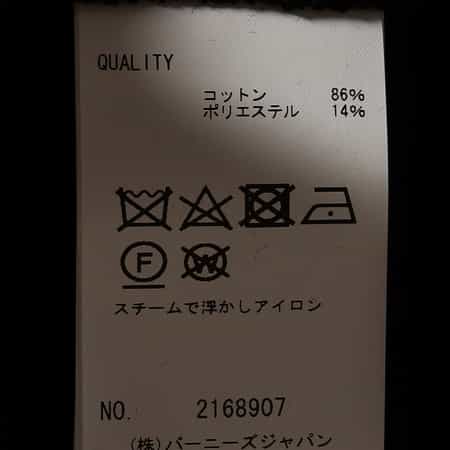 QUALITY
コットン 86%
ポリエステル 14%
F W
スチームで浮かしアイロン
NO. 2168907
(株)バーニーズジャパン